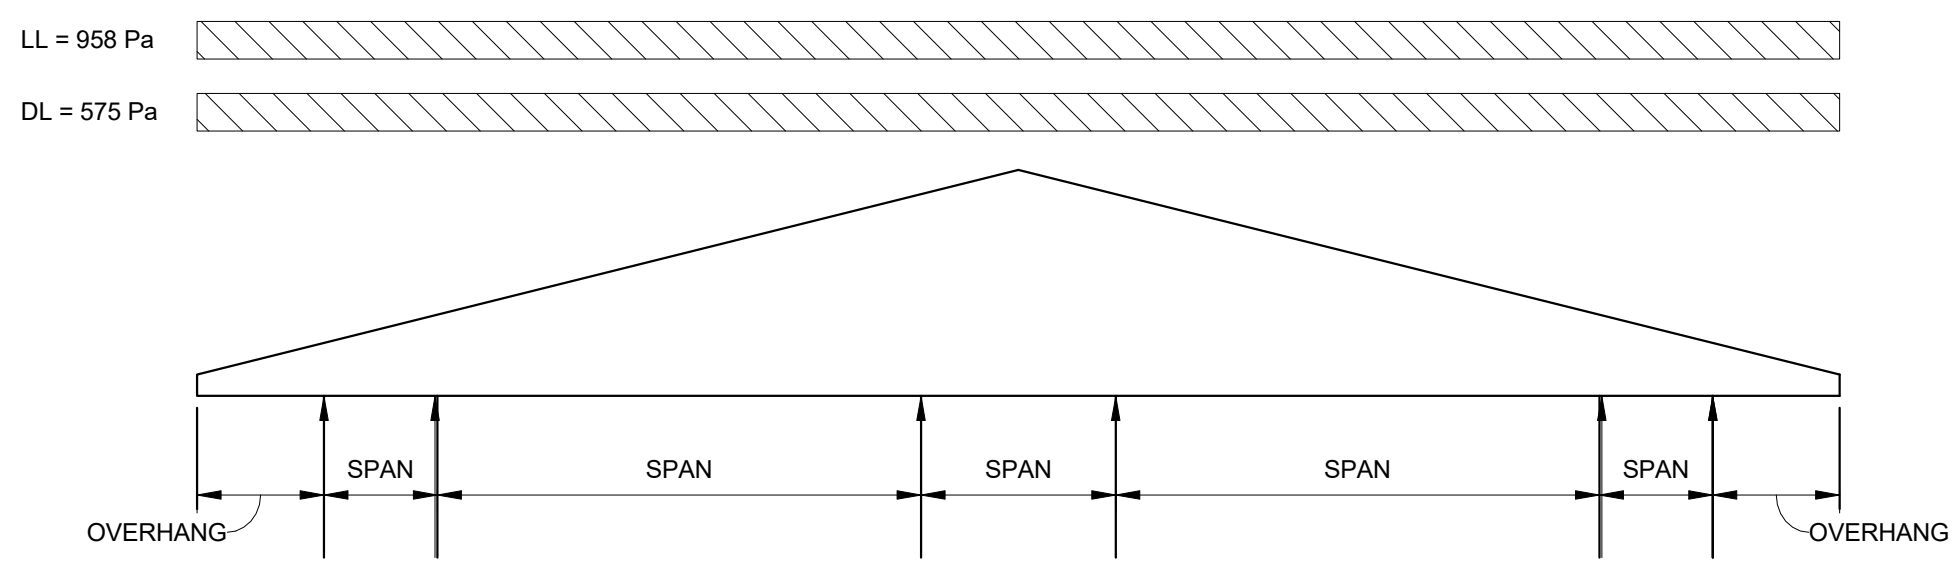 LL = 958 Pa
DL = 575 Pa
SPAN SPAN SPAN SPAN SPAN
OVERHANG OVERHANG